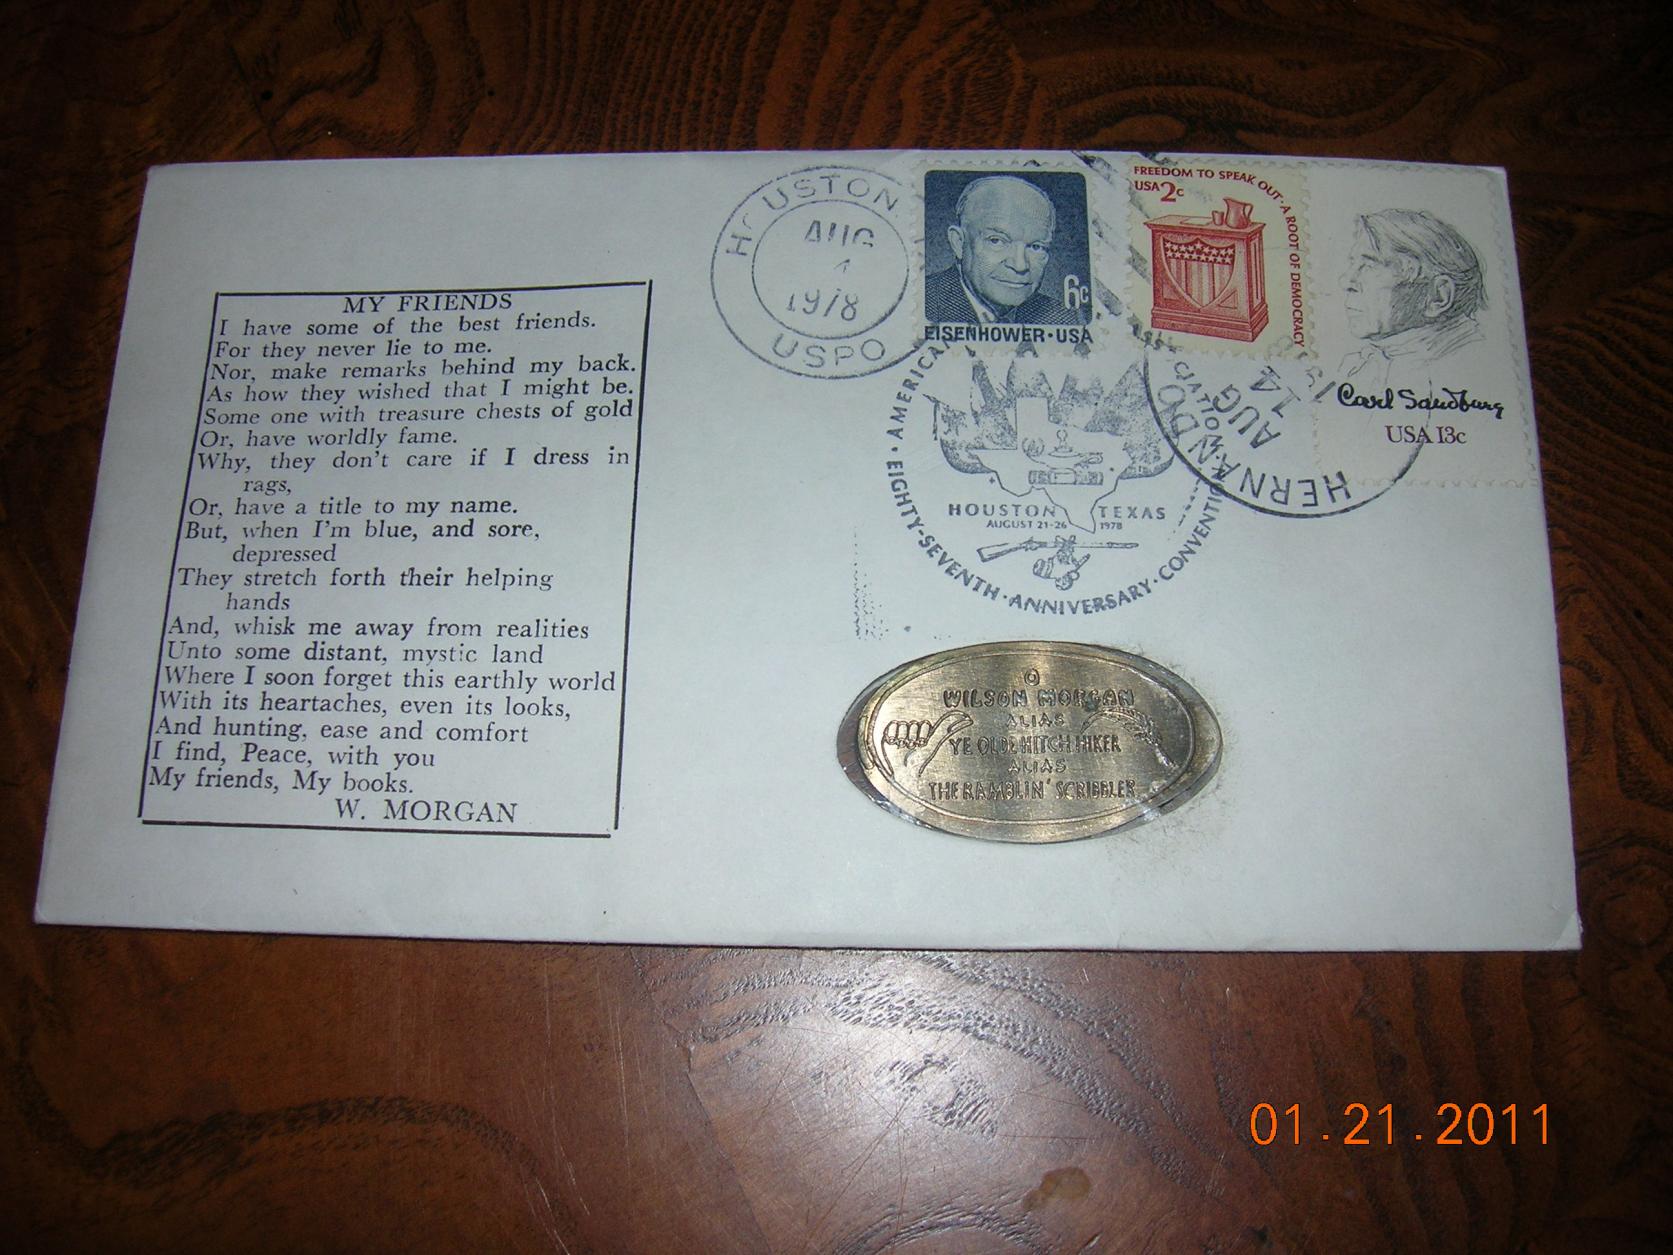 MY FRIENDS
I have some of the best friends.
For they never lie to me.
Nor, make remarks behind my back.
As how they wished that I might be.
Some one with treasure chests of gold
Or, have worldly fame.
Why, they don't care if I dress in
rags,
Or, have a title to my name.
But, when I'm blue, and sore,
depressed
They stretch forth their helping
hands
And, whisk me away from realities
Unto some distant, mystic land
Where I soon forget this earthly world
With its heartaches, even its looks,
And hunting, ease and comfort
I find, Peace, with you
My friends, My books.
W. MORGAN
HOUSTON
AUG
1978
USPO
6c
EISENHOWER · USA
FREEDOM TO SPEAK OUT · A ROOT OF DEMOCRACY
USA 2c
Carl Sandburg
USA 13c
HERNANDO
AUG
14
AMERICAN
HOUSTON TEXAS
AUGUST 21-26 1978
EIGHTY-SEVENTH · ANNIVERSARY · CONVENTION
WILSON MORGAN
ALIAS
YE OLDE HITCH HIKER
ALIAS
THE RAMBLIN' SCRIBBLER
01.21.2011